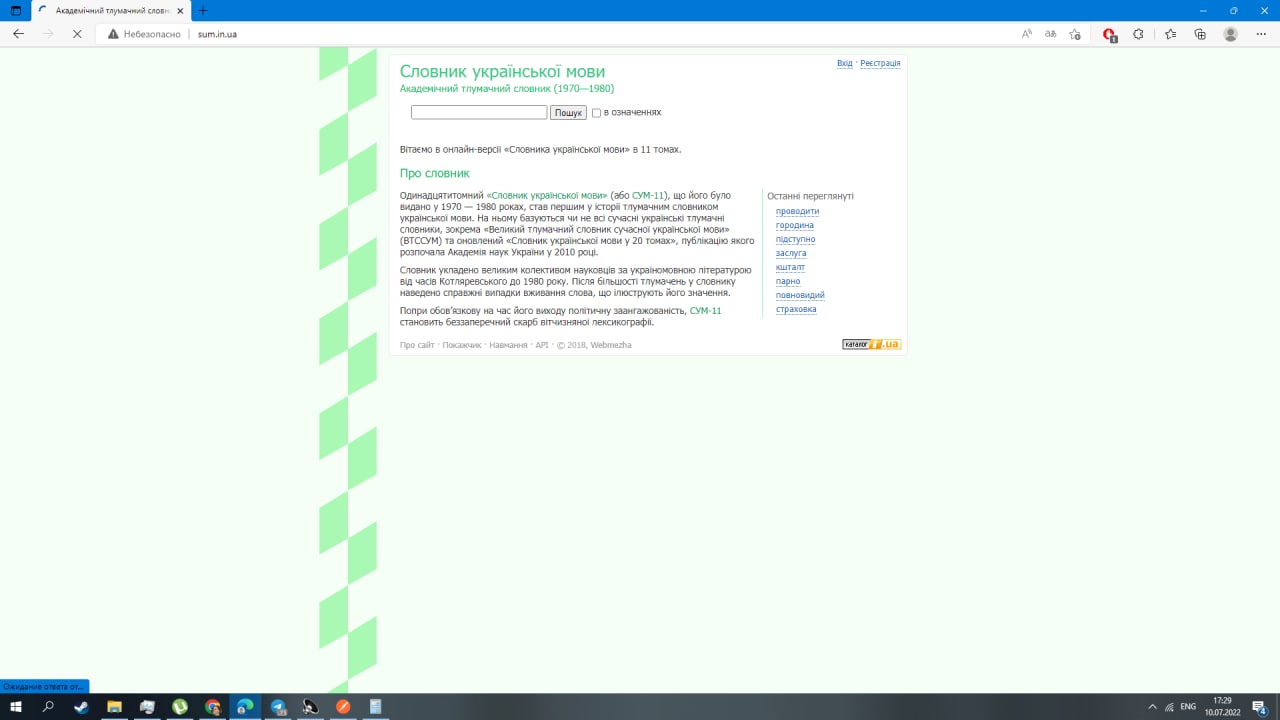 Академічний тлумачний словн
Небезопасно
sum.in.ua
Вхід · Реєстрація
Словник української мови
Академічний тлумачний словник (1970—1980)
Пошук
в означеннях
Вітаємо в онлайн-версії «Словника української мови» в 11 томах.
Про словник
Одинадцятитомний «Словник української мови» (або СУМ-11), що його було
видано у 1970 — 1980 роках, став першим у історії тлумачним словником
української мови. На ньому базуються чи не всі сучасні українські тлумачні
словники, зокрема «Великий тлумачний словник сучасної української мови»
(ВТССУМ) та оновлений «Словник української мови у 20 томах», публікацію якого
розпочала Академія наук України у 2010 році.
Словник укладено великим колективом науковців за україномовною літературою
від часів Котляревського до 1980 року. Після більшості тлумачень у словнику
наведено справжні випадки вживання слова, що ілюструють його значення.
Попри обов’язкову на час його виходу політичну заангажованість, СУМ-11
становить беззаперечний скарб вітчизняної лексикографії.
Останні переглянуті
проводити
городина
підступно
заслуга
кшталт
парно
повновидий
страховка
Про сайт · Покажчик · Навмання · API · © 2018, Webmezha
каталог i.ua
Ожидание ответа от...
ENG
17:29
10.07.2022